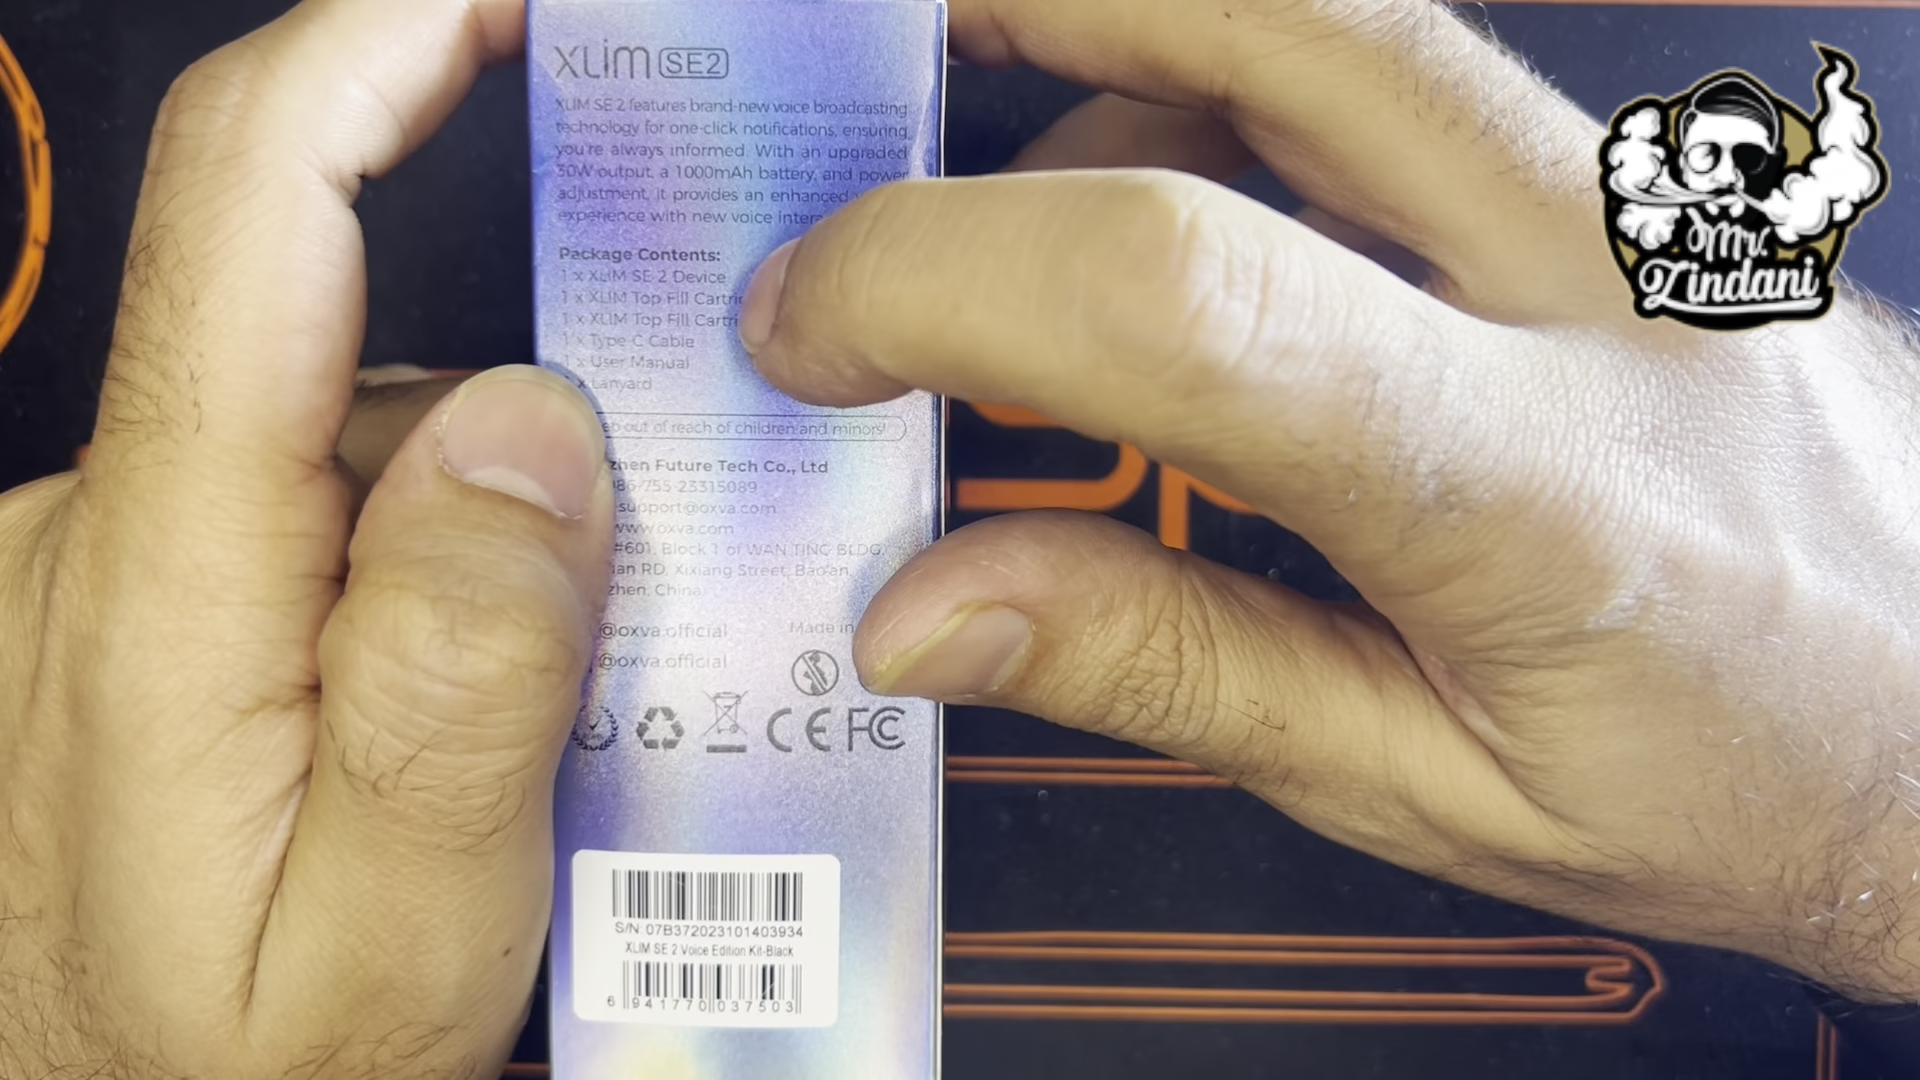 XLIM SE2
XLIM SE 2 features brand-new voice broadcasting
technology for one-click notifications, ensuring
you're always informed. With an upgraded
30W output, a 1000mAh battery, and power
adjustment, it provides an enhanced
experience with new voice
Package Contents:
1 x XLIM SE 2 Device
1 x XLIM Top Fill
1 x XLIM Top Fill
1 x Type-C Cable
1 x User Manual
x Lanyard
out of reach of children and minors!
Future Tech Co., Ltd
86-755-23315089
support@oxva.com
www.oxva.com
#601, Block 1 of WAN TING BLDG,
RD, Xixiang Street, Bao'an,
China
@oxva.official
Made in
@oxva.official
CE FC
S/N: 07B372023101403934
XLIM SE 2 Voice Edition Kit-Black
6 941770 037503
Mr.
Zindani